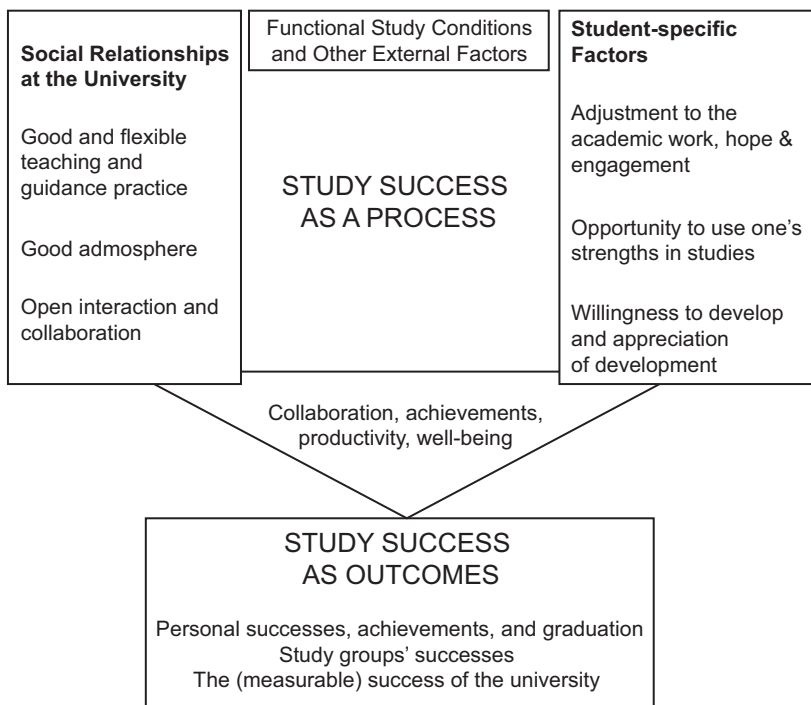 Social Relationships
at the University
Good and flexible
teaching and
guidance practice
Good admosphere
Open interaction and
collaboration
Functional Study Conditions
and Other External Factors
STUDY SUCCESS
AS A PROCESS
Student-specific
Factors
Adjustment to the
academic work, hope &
engagement
Opportunity to use one's
strengths in studies
Willingness to develop
and appreciation
of development
Collaboration, achievements,
productivity, well-being
STUDY SUCCESS
AS OUTCOMES
Personal successes, achievements, and graduation
Study groups' successes
The (measurable) success of the university